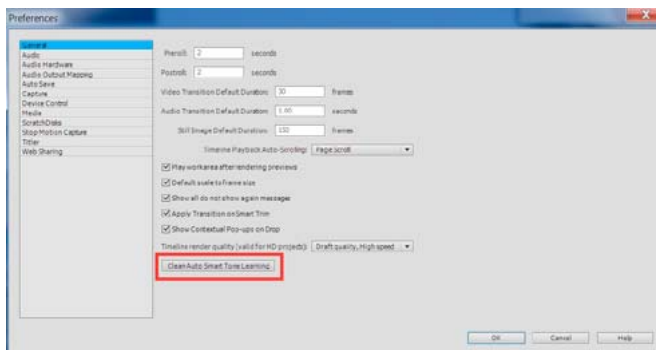 Preferences
General
Audio
Audio Hardware
Audio Output Mapping
Auto Save
Capture
Device Control
Media
Scratch Disks
Stop Motion Capture
Titler
Web Sharing
Preroll: 2 seconds
Postroll: 2 seconds
Video Transition Default Duration: 30 frames
Audio Transition Default Duration: 1.00 seconds
Still Image Default Duration: 150 frames
Timeline Playback Auto-Scrolling: Page Scroll
Play work area after rendering previews
Default scale to frame size
Show all do not show again messages
Apply Transition on Smart Trim
Show Contextual Pop-ups on Drop
Timeline render quality (valid for HD projects): Draft quality, High speed
Clean Auto Smart Tone Learning
OK Cancel Help